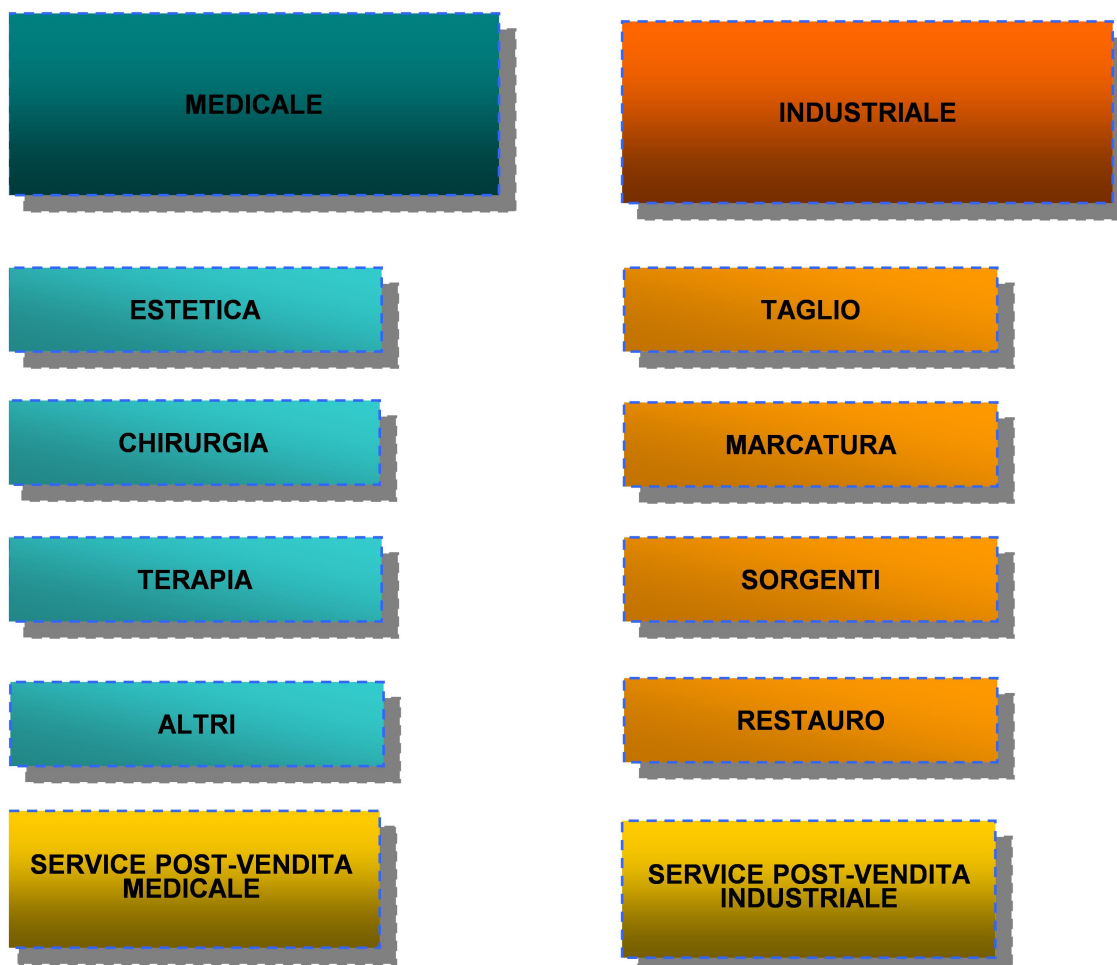 MEDICALE
INDUSTRIALE
ESTETICA
TAGLIO
CHIRURGIA
MARCATURA
TERAPIA
SORGENTI
ALTRI
RESTAURO
SERVICE POST-VENDITA
MEDICALE
SERVICE POST-VENDITA
INDUSTRIALE